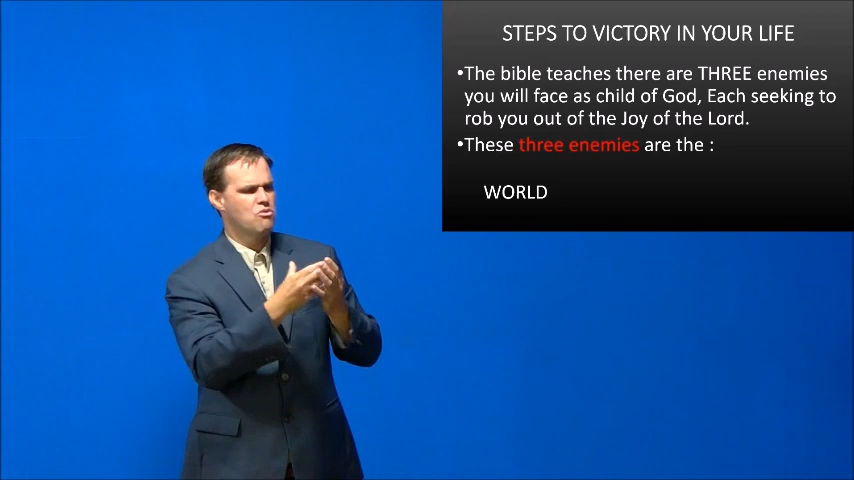 STEPS TO VICTORY IN YOUR LIFE
•The bible teaches there are THREE enemies
you will face as child of God, Each seeking to
rob you out of the Joy of the Lord.
•These three enemies are the :
WORLD